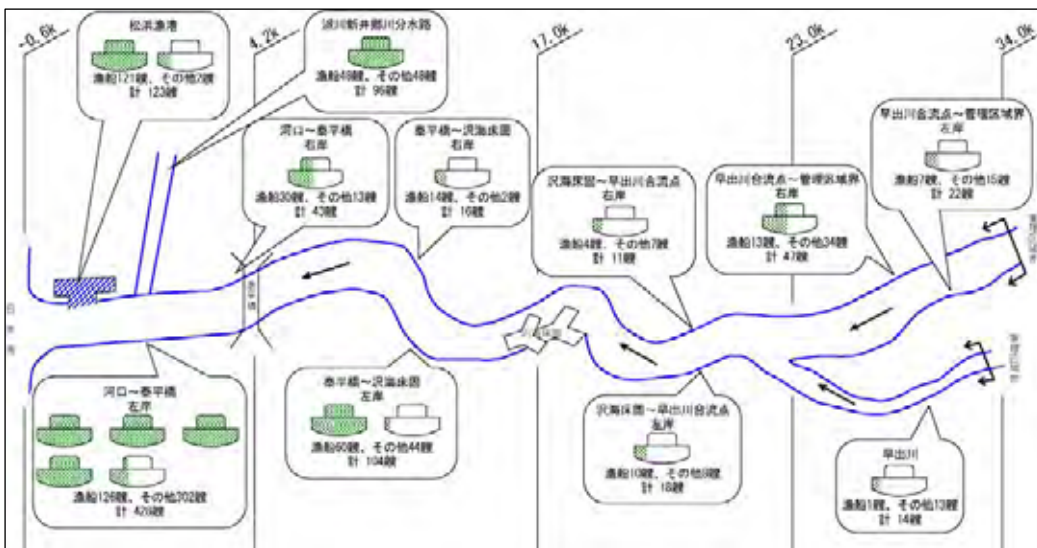 -0.6k
4.2k
17.0k
23.0k
34.0k
松浜漁港
漁船121艘、その他2艘
計 123艘
派川新井郷川分水路
漁船48艘、その他48艘
計 96艘
河口～泰平橋
右岸
漁船30艘、その他13艘
計 43艘
泰平橋～沢海床固
右岸
漁船14艘、その他2艘
計 16艘
沢海床固～早出川合流点
右岸
漁船4艘、その他7艘
計 11艘
早出川合流点～管理区域界
右岸
漁船13艘、その他34艘
計 47艘
早出川合流点～管理区域界
左岸
漁船7艘、その他15艘
計 22艘
日本海
泰平橋
河口～泰平橋
左岸
漁船126艘、その他302艘
計 428艘
泰平橋～沢海床固
左岸
漁船60艘、その他44艘
計 104艘
沢海床固～早出川合流点
左岸
漁船10艘、その他8艘
計 18艘
早出川
漁船1艘、その他13艘
計 14艘